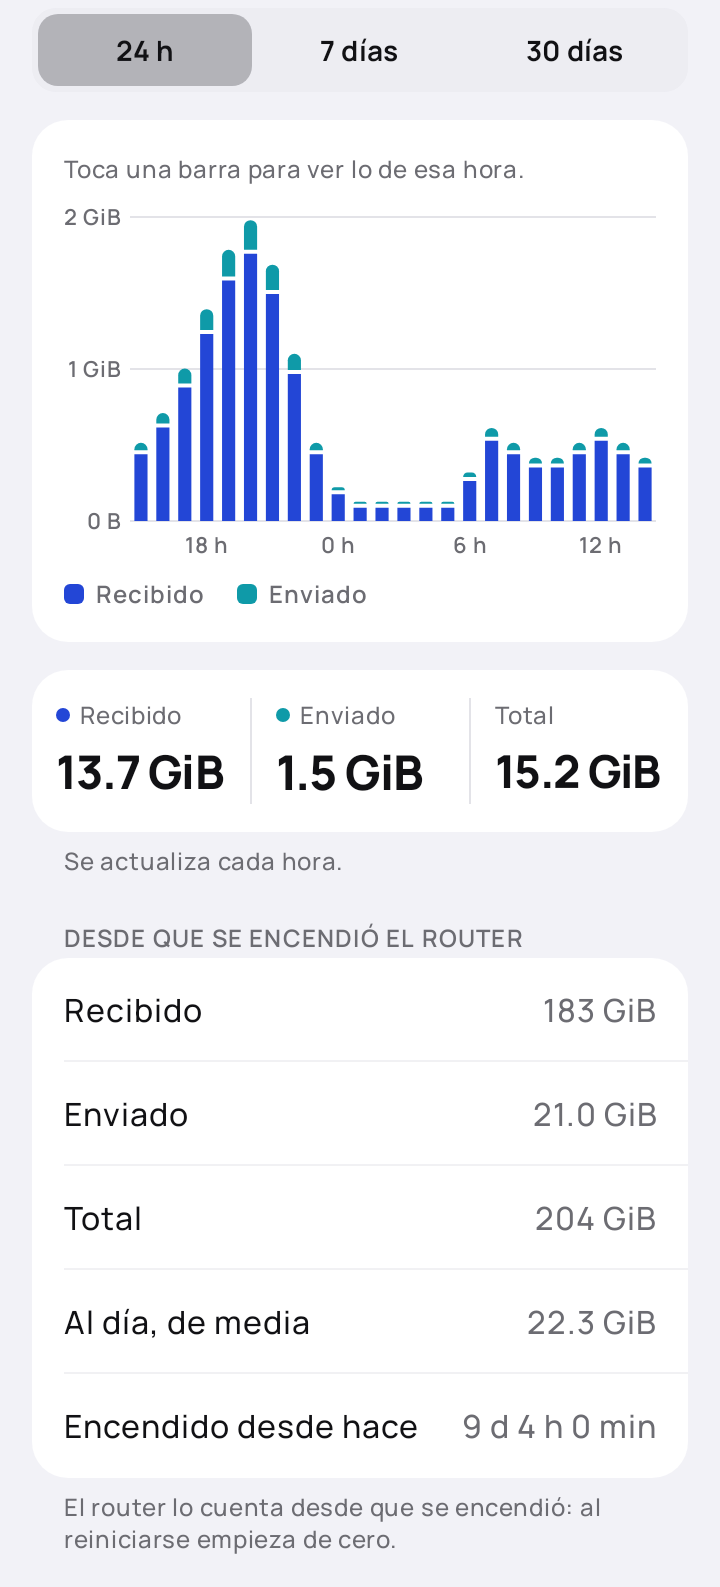 24 h 7 días 30 días
Toca una barra para ver lo de esa hora.
2 GiB
1 GiB
0 B
18 h 0 h 6 h 12 h
Recibido Enviado
Recibido Enviado Total
13.7 GiB 1.5 GiB 15.2 GiB
Se actualiza cada hora.
DESDE QUE SE ENCENDIÓ EL ROUTER
Recibido 183 GiB
Enviado 21.0 GiB
Total 204 GiB
Al día, de media 22.3 GiB
Encendido desde hace 9 d 4 h 0 min
El router lo cuenta desde que se encendió: al
reiniciarse empieza de cero.